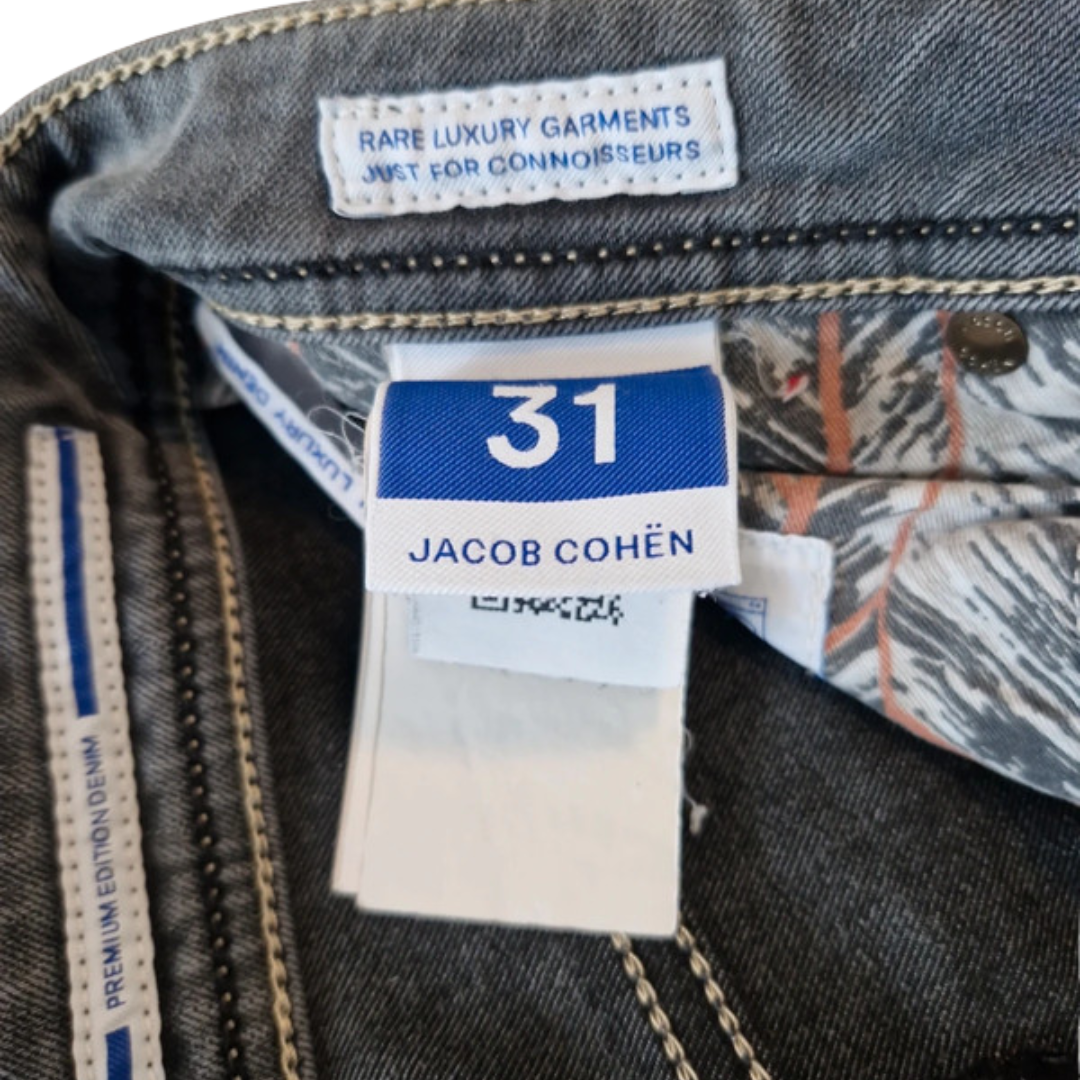 RARE LUXURY GARMENTS
JUST FOR CONNOISSEURS
LUXURY DENIM
31
JACOB COHËN
PREMIUM EDITION DENIM